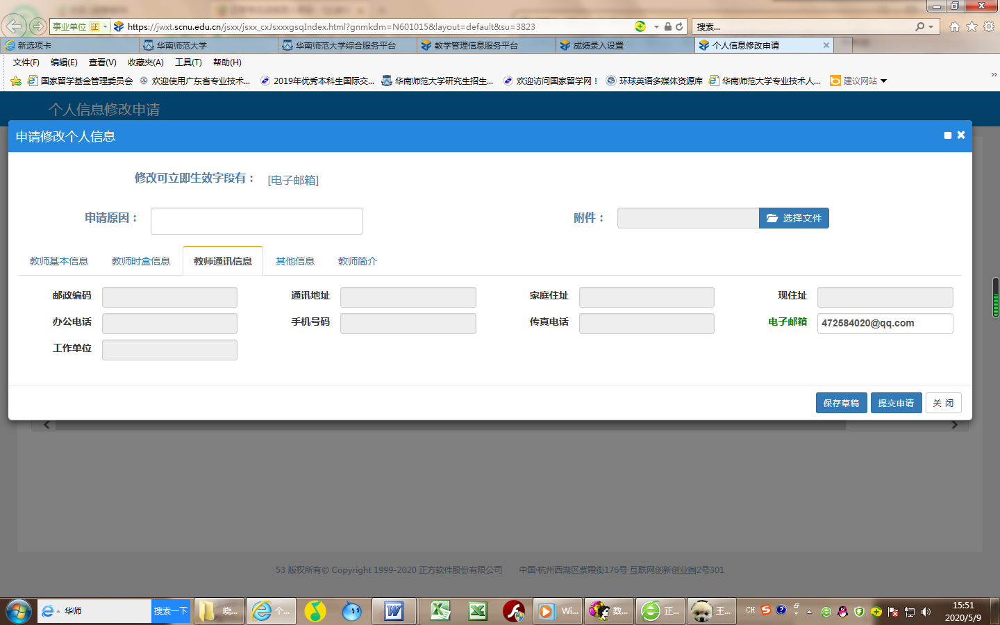 事业单位 证
https://jwxt.scnu.edu.cn/jsxx/jsxx_cxJsxxxgsqIndex.html?gnmkdm=N601015&layout=default&su=3823
搜索...
新选项卡
华南师范大学
华南师范大学综合服务平台
教学管理信息服务平台
成绩录入设置
个人信息修改申请
文件(F) 编辑(E) 查看(V) 收藏夹(A) 工具(T) 帮助(H)
国家留学基金管理委员会
欢迎使用广东省专业技术...
2019年优秀本科生国际交...
华南师范大学研究生招生...
欢迎访问国家留学网！
环球英语多媒体资源库
华南师范大学专业技术人...
建议网站
个人信息修改申请
申请修改个人信息
修改可立即生效字段有： [电子邮箱]
申请原因：
附件： 选择文件
教师基本信息 教师时盒信息 教师通讯信息 其他信息 教师简介
邮政编码 通讯地址 家庭住址 现住址
办公电话 手机号码 传真电话 电子邮箱 472584020@qq.com
工作单位
保存草稿 提交申请 关 闭
53 版权所有© Copyright 1999-2020 正方软件股份有限公司 中国·杭州西湖区紫霞街176号 互联网创新创业园2号301
华师 搜索一下
晓...
个...
Wi...
数...
正...
王...
CH
15:51
2020/5/9